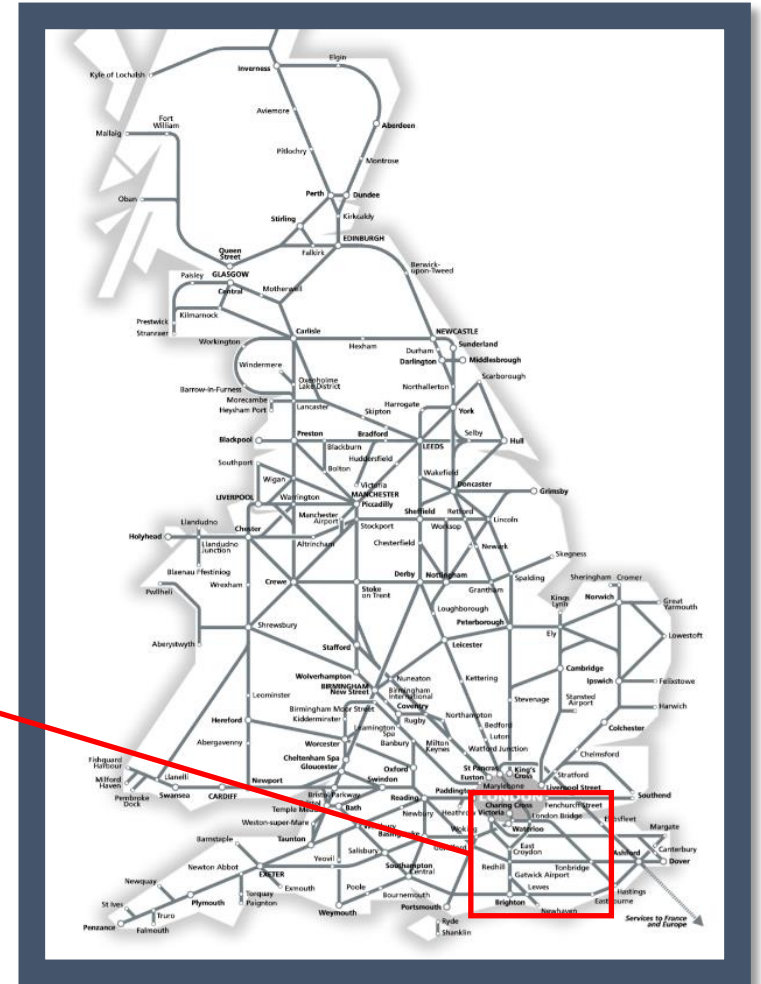 Elgin
Inverness
Kyle of Lochalsh
Aviemore
Fort
William
Mallaig
Aberdeen
Pitlochry
Montrose
Oban
Perth
Dundee
Stirling
Kirkcaldy
EDINBURGH
Queen
Street
Falkirk
Berwick-
upon-Tweed
Paisley
GLASGOW
Central
Motherwell
Prestwick
Kilmarnock
Stranraer
Carlisle
NEWCASTLE
Workington
Hexham
Sunderland
Durham
Darlington
Middlesbrough
Windermere
Oxenholme
Lake District
Scarborough
Barrow-in-Furness
Northallerton
Morecambe
Heysham Port
Lancaster
Harrogate
York
Skipton
Blackpool
Preston
Bradford
Selby
Hull
Blackburn
LEEDS
Southport
Huddersfield
Bolton
Wakefield
Wigan
Victoria
Doncaster
LIVERPOOL
Warrington
MANCHESTER
Piccadilly
Grimsby
Manchester
Airport
Sheffield
Retford
Lincoln
Llandudno
Chester
Stockport
Worksop
Holyhead
Llandudno
Junction
Altrincham
Chesterfield
Newark
Skegness
Blaenau Ffestiniog
Wrexham
Crewe
Stoke
on Trent
Derby
Nottingham
Grantham
Spalding
Sheringham
Cromer
Pwllheli
Kings
Lynn
Norwich
Great
Yarmouth
Loughborough
Shrewsbury
Peterborough
Ely
Lowestoft
Aberystwyth
Stafford
Leicester
Wolverhampton
Nuneaton
Kettering
Cambridge
BIRMINGHAM
New Street
Birmingham
International
Ipswich
Felixstowe
Leominster
Birmingham Moor Street
Coventry
Stevenage
Stansted
Airport
Harwich
Kidderminster
Rugby
Northampton
Hereford
Leamington
Spa
Bedford
Colchester
Worcester
Banbury
Milton
Keynes
Luton
Abergavenny
Watford Junction
Chelmsford
Cheltenham Spa
Gloucester
Oxford
St Pancras
King's
Cross
Fishguard
Harbour
Euston
Stratford
Milford
Haven
Llanelli
Newport
Swindon
Paddington
Marylebone
Liverpool Street
Pembroke
Dock
Swansea
CARDIFF
Bristol Parkway
Reading
LONDON
Southend
Temple Meads
Bath
Heathrow
Charing Cross
Fenchurch Street
Newbury
Victoria
London Bridge
Ebbsfleet
Weston-super-Mare
Westbury
Basingstoke
Woking
Waterloo
Margate
Barnstaple
Taunton
Guildford
East
Croydon
Canterbury
Yeovil
Salisbury
Redhill
Tonbridge
Ashford
Dover
Newton Abbot
EXETER
Southampton
Central
Gatwick Airport
Newquay
Exmouth
Poole
Lewes
Hastings
Torquay
Paignton
Bournemouth
Brighton
Eastbourne
St Ives
Plymouth
Weymouth
Portsmouth
Newhaven
Truro
Penzance
Falmouth
Ryde
Shanklin
Services to France
and Europe